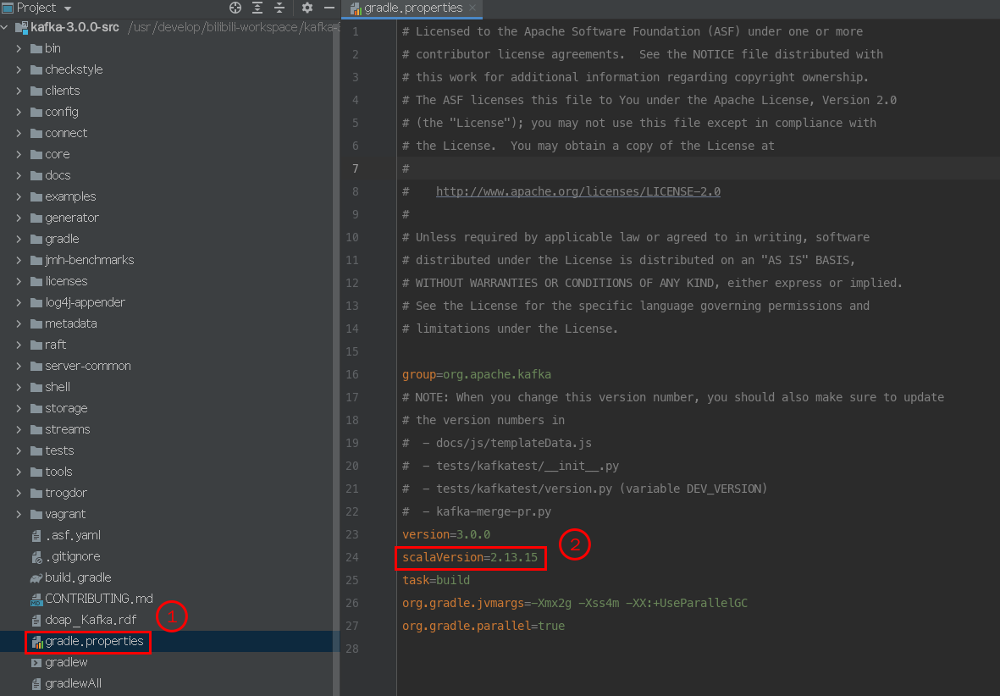 Project
kafka-3.0.0-src /usr/develop/bilibili-workspace/kafka-
bin
checkstyle
clients
config
connect
core
docs
examples
generator
gradle
jmh-benchmarks
licenses
log4j-appender
metadata
raft
server-common
shell
storage
streams
tests
tools
trogdor
vagrant
.asf.yaml
.gitignore
build.gradle
CONTRIBUTING.md
doap_Kafka.rdf
1
gradle.properties
gradlew
gradlewAll
gradle.properties
1 # Licensed to the Apache Software Foundation (ASF) under one or more
2 # contributor license agreements.  See the NOTICE file distributed with
3 # this work for additional information regarding copyright ownership.
4 # The ASF licenses this file to You under the Apache License, Version 2.0
5 # (the "License"); you may not use this file except in compliance with
6 # the License.  You may obtain a copy of the License at
7 #
8 #    http://www.apache.org/licenses/LICENSE-2.0
9 #
10 # Unless required by applicable law or agreed to in writing, software
11 # distributed under the License is distributed on an "AS IS" BASIS,
12 # WITHOUT WARRANTIES OR CONDITIONS OF ANY KIND, either express or implied.
13 # See the License for the specific language governing permissions and
14 # limitations under the License.
15
16 group=org.apache.kafka
17 # NOTE: When you change this version number, you should also make sure to update
18 # the version numbers in
19 #  - docs/js/templateData.js
20 #  - tests/kafkatest/__init__.py
21 #  - tests/kafkatest/version.py (variable DEV_VERSION)
22 #  - kafka-merge-pr.py
23 version=3.0.0
2
24 scalaVersion=2.13.15
25 task=build
26 org.gradle.jvmargs=-Xmx2g -Xss4m -XX:+UseParallelGC
27 org.gradle.parallel=true
28